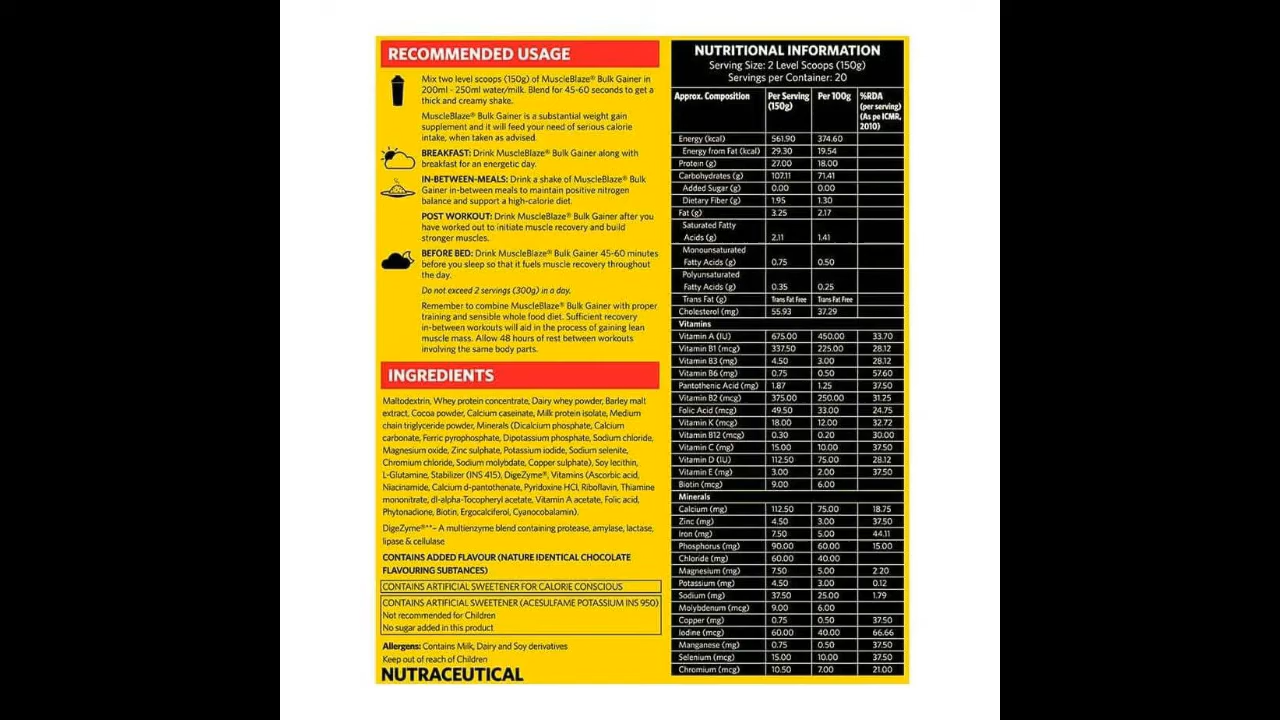 RECOMMENDED USAGE
Mix two level scoops (150g) of MuscleBlaze® Bulk Gainer in
200ml - 250ml water/milk. Blend for 45-60 seconds to get a
thick and creamy shake.
MuscleBlaze® Bulk Gainer is a substantial weight gain
supplement and it will feed your need of serious calorie
intake, when taken as advised.
BREAKFAST: Drink MuscleBlaze® Bulk Gainer along with
breakfast for an energetic day.
IN-BETWEEN-MEALS: Drink a shake of MuscleBlaze® Bulk
Gainer in-between meals to maintain positive nitrogen
balance and support a high-calorie diet.
POST WORKOUT: Drink MuscleBlaze® Bulk Gainer after you
have worked out to initiate muscle recovery and build
stronger muscles.
BEFORE BED: Drink MuscleBlaze® Bulk Gainer 45-60 minutes
before you sleep so that it fuels muscle recovery throughout
the day.
Do not exceed 2 servings (300g) in a day.
Remember to combine MuscleBlaze® Bulk Gainer with proper
training and sensible whole food diet. Sufficient recovery
in-between workouts will aid in the process of gaining lean
muscle mass. Allow 48 hours of rest between workouts
involving the same body parts.
INGREDIENTS
Maltodextrin, Whey protein concentrate, Dairy whey powder, Barley malt
extract, Cocoa powder, Calcium caseinate, Milk protein isolate, Medium
chain triglyceride powder, Minerals (Dicalcium phosphate, Calcium
carbonate, Ferric pyrophosphate, Dipotassium phosphate, Sodium chloride,
Magnesium oxide, Zinc sulphate, Potassium iodide, Sodium selenite,
Chromium chloride, Sodium molybdate, Copper sulphate), Soy lecithin,
L-Glutamine, Stabilizer (INS 415), DigeZyme®, Vitamins (Ascorbic acid,
Niacinamide, Calcium d-pantothenate, Pyridoxine HCl, Riboflavin, Thiamine
mononitrate, dl-alpha-Tocopheryl acetate, Vitamin A acetate, Folic acid,
Phytonadione, Biotin, Ergocalciferol, Cyanocobalamin).
DigeZyme®**– A multienzyme blend containing protease, amylase, lactase,
lipase & cellulase
CONTAINS ADDED FLAVOUR (NATURE IDENTICAL CHOCOLATE
FLAVOURING SUBTANCES)
CONTAINS ARTIFICIAL SWEETENER FOR CALORIE CONSCIOUS
CONTAINS ARTIFICIAL SWEETENER (ACESULFAME POTASSIUM INS 950)
Not recommended for Children
No sugar added in this product
Allergens: Contains Milk, Dairy and Soy derivatives
Keep out of reach of Children
NUTRACEUTICAL
NUTRITIONAL INFORMATION
Serving Size: 2 Level Scoops (150g)
Servings per Container: 20
Approx. Composition Per Serving (150g) Per 100g %RDA (per serving) (As pe ICMR, 2010)
Energy (kcal) 561.90 374.60
Energy from Fat (kcal) 29.30 19.54
Protein (g) 27.00 18.00
Carbohydrates (g) 107.11 71.41
Added Sugar (g) 0.00 0.00
Dietary Fiber (g) 1.95 1.30
Fat (g) 3.25 2.17
Saturated Fatty
Acids (g) 2.11 1.41
Monounsaturated
Fatty Acids (g) 0.75 0.50
Polyunsaturated
Fatty Acids (g) 0.35 0.25
Trans Fat (g) Trans Fat Free Trans Fat Free
Cholesterol (mg) 55.93 37.29
Vitamins
Vitamin A (IU) 675.00 450.00 33.70
Vitamin B1 (mcg) 337.50 225.00 28.12
Vitamin B3 (mg) 4.50 3.00 28.12
Vitamin B6 (mg) 0.75 0.50 57.60
Pantothenic Acid (mg) 1.87 1.25 37.50
Vitamin B2 (mcg) 375.00 250.00 31.25
Folic Acid (mcg) 49.50 33.00 24.75
Vitamin K (mcg) 18.00 12.00 32.72
Vitamin B12 (mcg) 0.30 0.20 30.00
Vitamin C (mg) 15.00 10.00 37.50
Vitamin D (IU) 112.50 75.00 28.12
Vitamin E (mg) 3.00 2.00 37.50
Biotin (mcg) 9.00 6.00
Minerals
Calcium (mg) 112.50 75.00 18.75
Zinc (mg) 4.50 3.00 37.50
Iron (mg) 7.50 5.00 44.11
Phosphorus (mg) 90.00 60.00 15.00
Chloride (mg) 60.00 40.00
Magnesium (mg) 7.50 5.00 2.20
Potassium (mg) 4.50 3.00 0.12
Sodium (mg) 37.50 25.00 1.79
Molybdenum (mcg) 9.00 6.00
Copper (mg) 0.75 0.50 37.50
Iodine (mcg) 60.00 40.00 66.66
Manganese (mg) 0.75 0.50 37.50
Selenium (mcg) 15.00 10.00 37.50
Chromium (mcg) 10.50 7.00 21.00